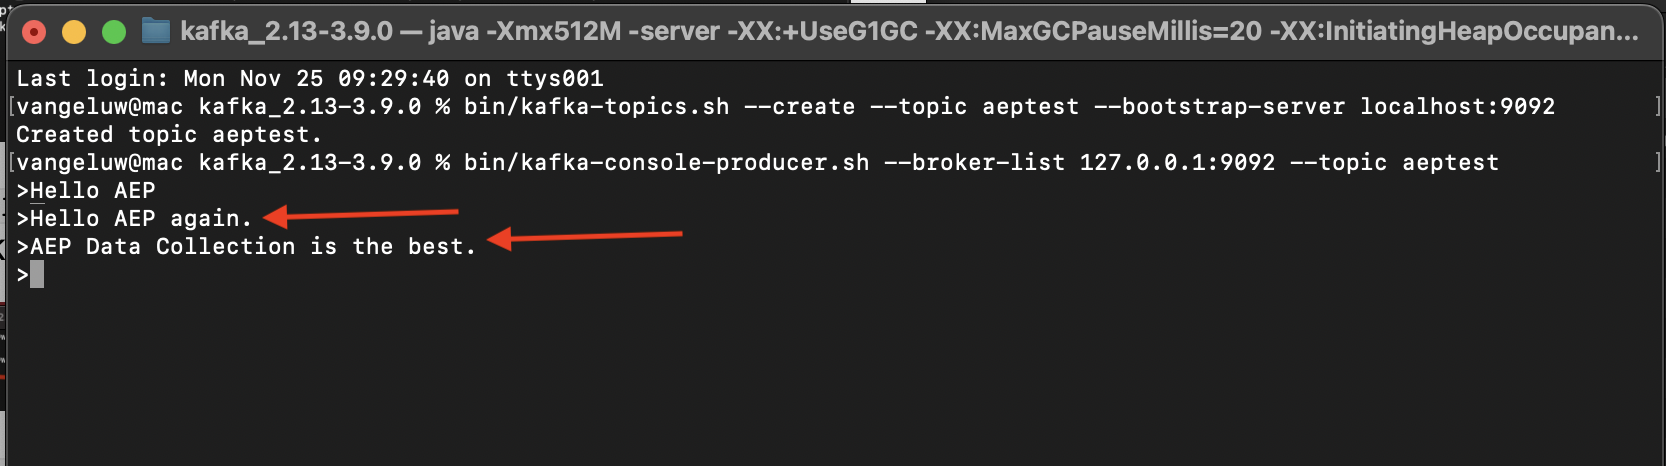 kafka_2.13-3.9.0 — java -Xmx512M -server -XX:+UseG1GC -XX:MaxGCPauseMillis=20 -XX:InitiatingHeapOccupan...
Last login: Mon Nov 25 09:29:40 on ttys001
[vangeluw@mac kafka_2.13-3.9.0 % bin/kafka-topics.sh --create --topic aeptest --bootstrap-server localhost:9092 ]
Created topic aeptest.
[vangeluw@mac kafka_2.13-3.9.0 % bin/kafka-console-producer.sh --broker-list 127.0.0.1:9092 --topic aeptest ]
>Hello AEP
>Hello AEP again.
>AEP Data Collection is the best.
>